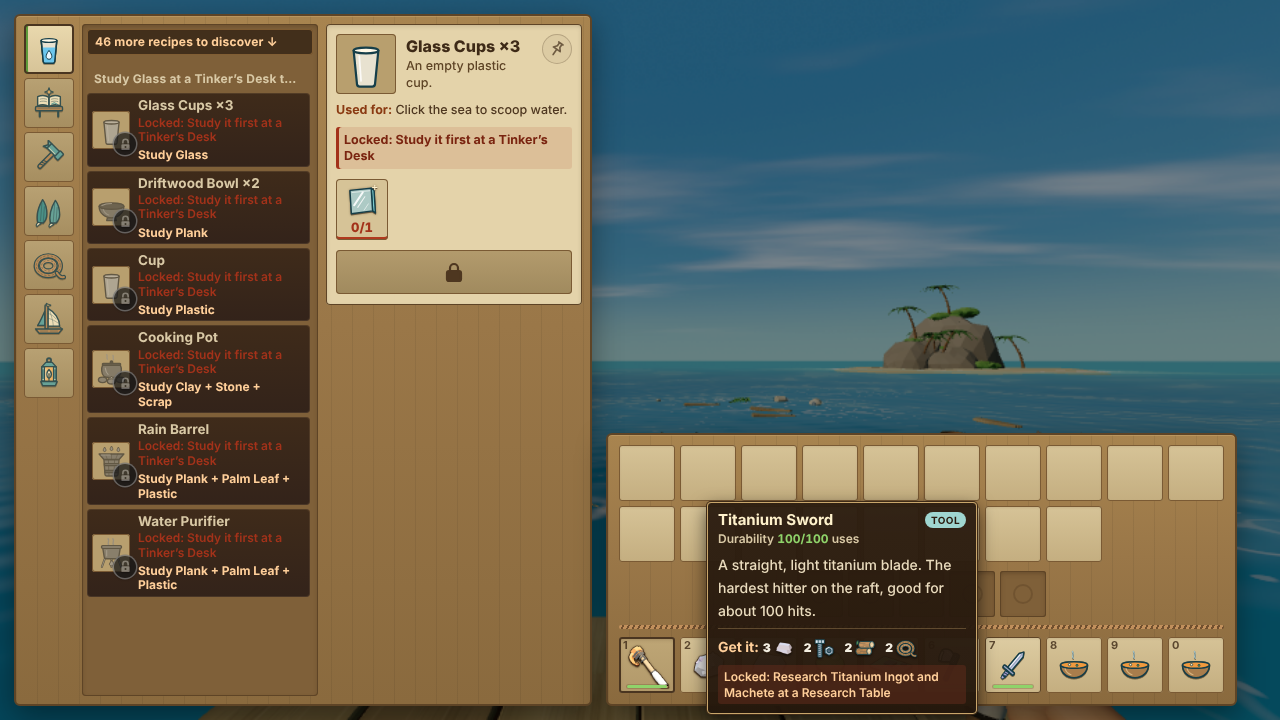 46 more recipes to discover ↓
Study Glass at a Tinker's Desk t...
Glass Cups ×3
Locked: Study it first at a
Tinker's Desk
Study Glass
Driftwood Bowl ×2
Locked: Study it first at a
Tinker's Desk
Study Plank
Cup
Locked: Study it first at a
Tinker's Desk
Study Plastic
Cooking Pot
Locked: Study it first at a
Tinker's Desk
Study Clay + Stone +
Scrap
Rain Barrel
Locked: Study it first at a
Tinker's Desk
Study Plank + Palm Leaf +
Plastic
Water Purifier
Locked: Study it first at a
Tinker's Desk
Study Plank + Palm Leaf +
Plastic
Glass Cups ×3
An empty plastic
cup.
Used for: Click the sea to scoop water.
Locked: Study it first at a Tinker's
Desk
0/1
Titanium Sword TOOL
Durability 100/100 uses
A straight, light titanium blade. The
hardest hitter on the raft, good for
about 100 hits.
Get it: 3 2 2 2
Locked: Research Titanium Ingot and
Machete at a Research Table
1 2 7 8 9 0